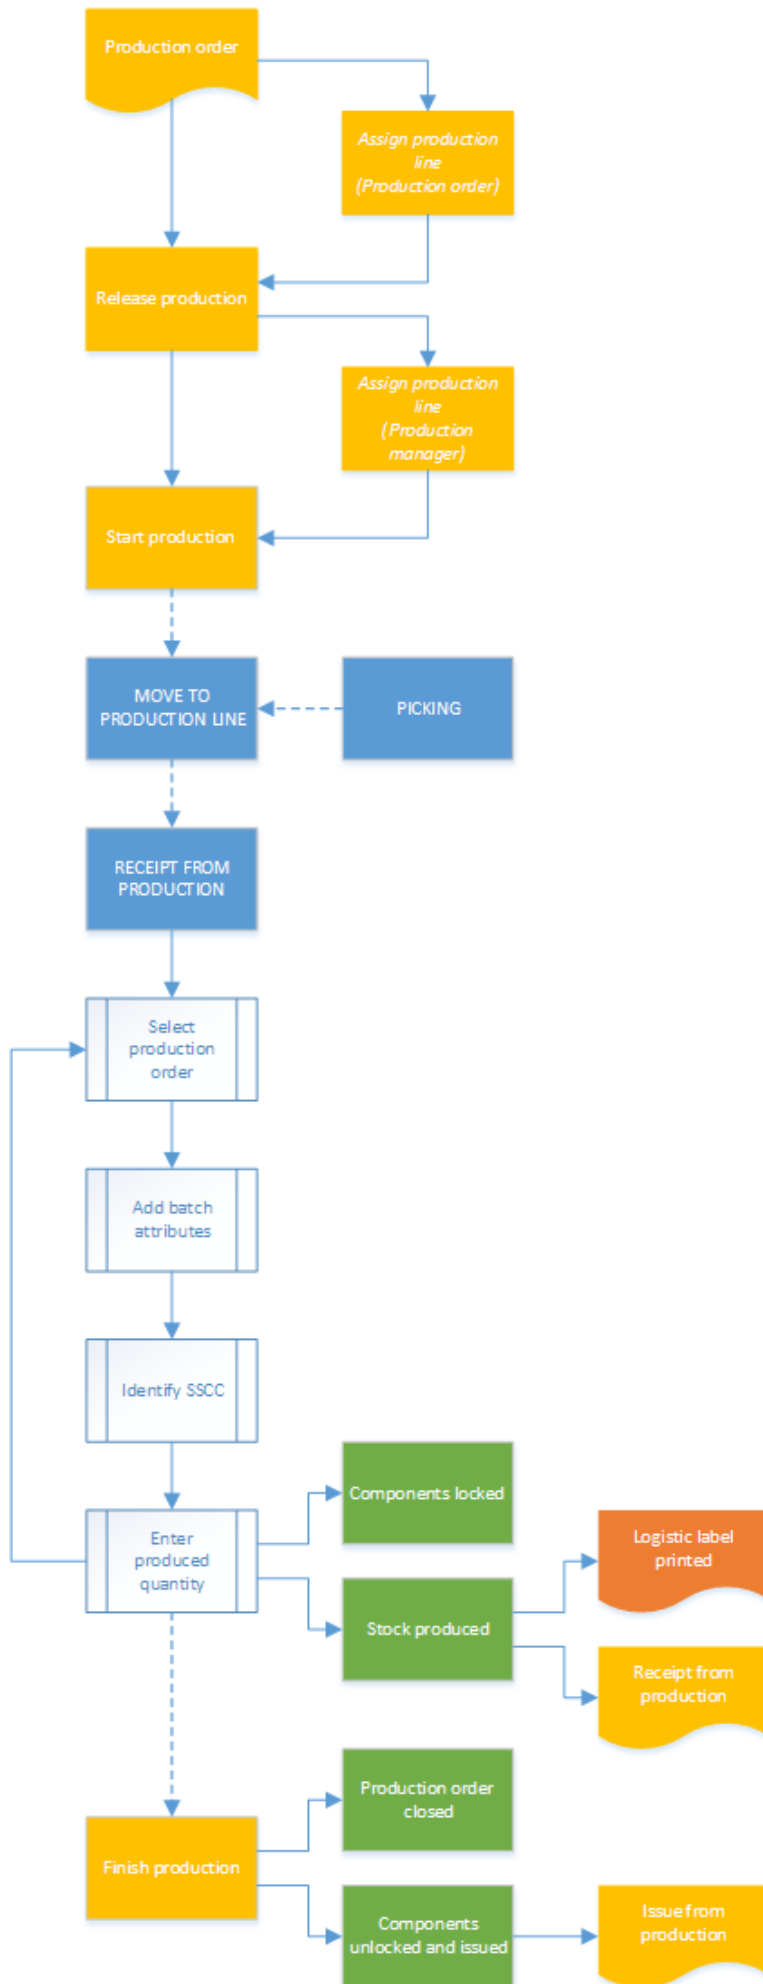 Production order
Assign production
line
(Production order)
Release production
Assign production
line
(Production
manager)
Start production
MOVE TO
PRODUCTION LINE
PICKING
RECEIPT FROM
PRODUCTION
Select
production
order
Add batch
attributes
Identify SSCC
Components locked
Enter
produced
quantity
Logistic label
printed
Stock produced
Receipt from
production
Production order
closed
Finish production
Components
unlocked and issued
Issue from
production